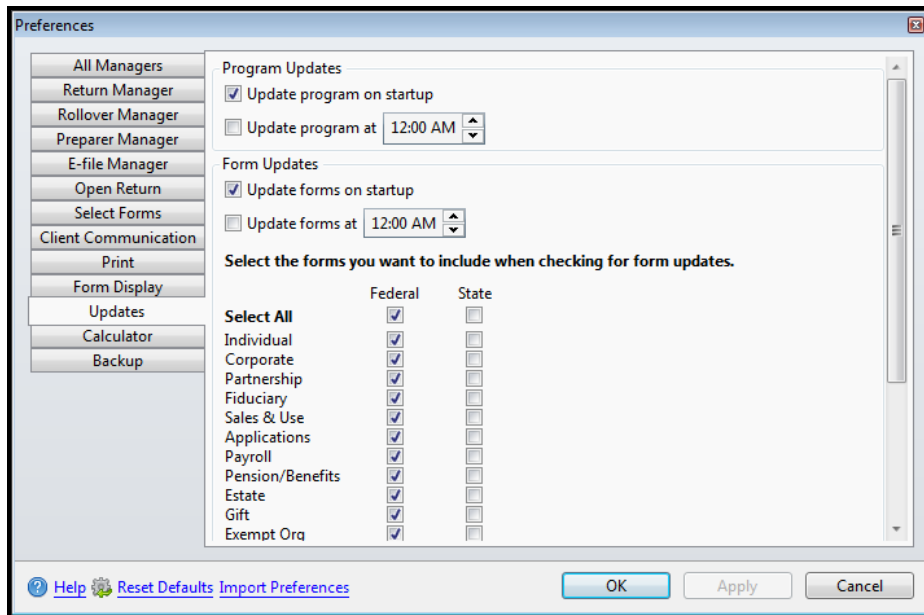 Preferences
All Managers
Return Manager
Rollover Manager
Preparer Manager
E-file Manager
Open Return
Select Forms
Client Communication
Print
Form Display
Updates
Calculator
Backup
Program Updates
Update program on startup
Update program at 12:00 AM
Form Updates
Update forms on startup
Update forms at 12:00 AM
Select the forms you want to include when checking for form updates.
Federal State
Select All
Individual
Corporate
Partnership
Fiduciary
Sales & Use
Applications
Payroll
Pension/Benefits
Estate
Gift
Exempt Org
Help Reset Defaults Import Preferences OK Apply Cancel